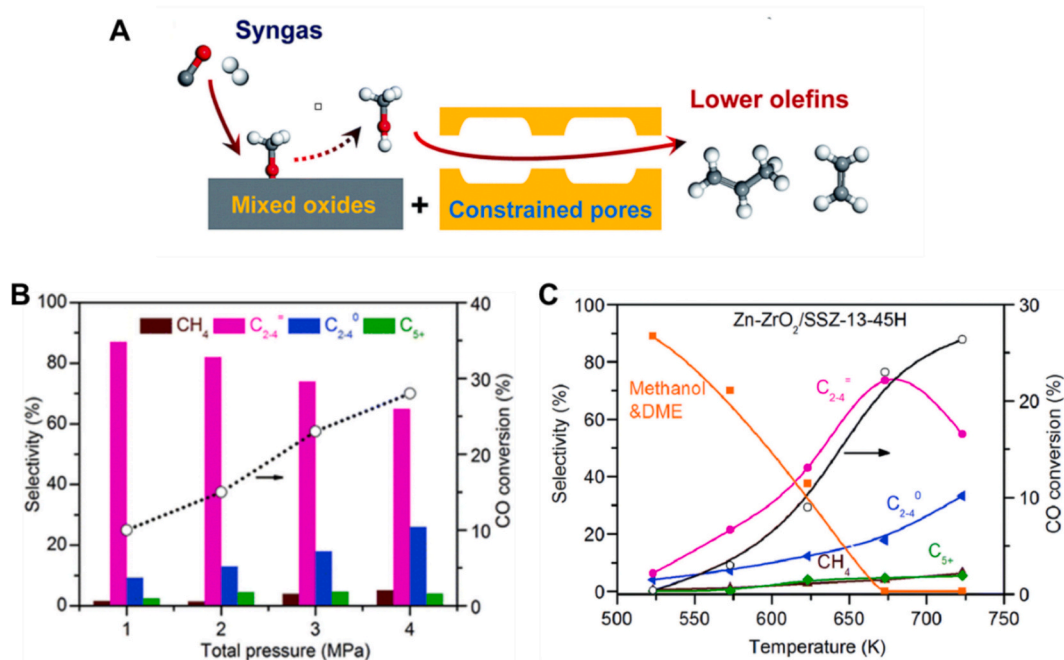 A
Syngas
Lower olefins
Mixed oxides
+
Constrained pores
B
CH4
C2-4=
C2-40
C5+
Selectivity (%)
100
80
60
40
20
0
CO conversion (%)
40
30
20
10
0
1 2 3 4
Total pressure (MPa)
C
Zn-ZrO2/SSZ-13-45H
Methanol
&DME
C2-4=
C2-40
C5+
CH4
Selectivity (%)
100
80
60
40
20
0
CO conversion (%)
30
20
10
0
500 550 600 650 700 750
Temperature (K)